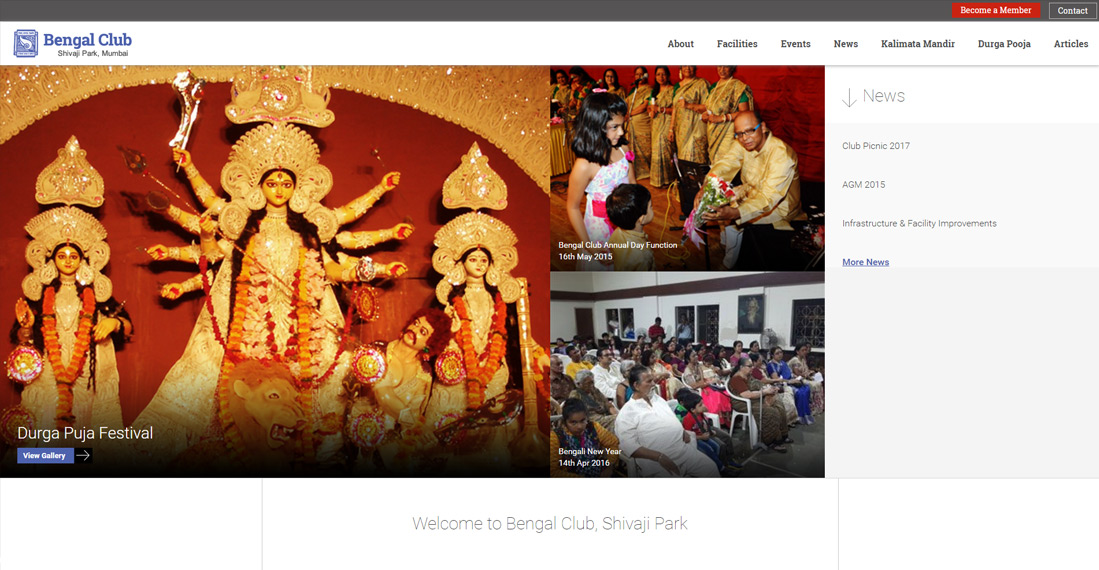 Become a Member
Contact
Bengal Club
Shivaji Park, Mumbai
About
Facilities
Events
News
Kalimata Mandir
Durga Pooja
Articles
Durga Puja Festival
View Gallery
Bengal Club Annual Day Function
16th May 2015
Bengali New Year
14th Apr 2016
News
Club Picnic 2017
AGM 2015
Infrastructure & Facility Improvements
More News
Welcome to Bengal Club, Shivaji Park